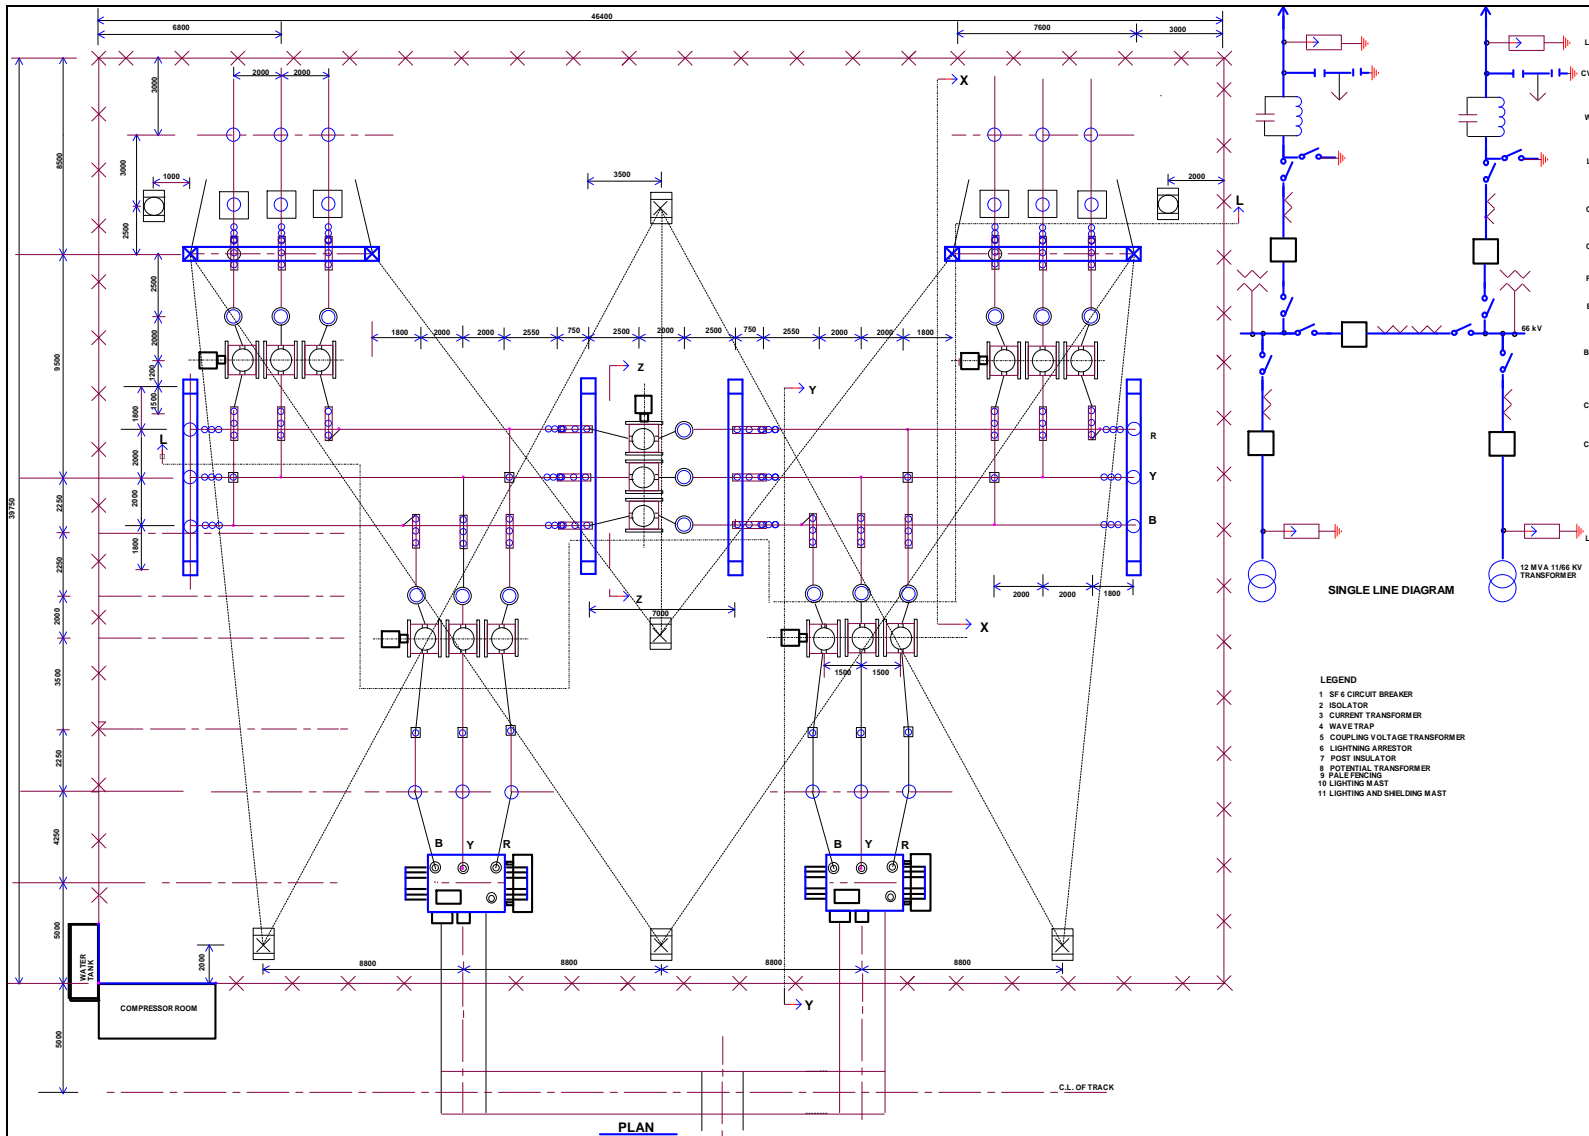 46400
6800
7600
3000
2000
2000
3000
8500
3000
1000
2500
3500
2000
X
L
L
CV
W
L
C
C
P
E
66 kV
B
C
C
L
2500
2000
1200
1500
9500
1800
2000
2000
2550
750
2500
2000
2500
750
2550
2000
2000
1800
Z
Y
1800
L
2000
2000
1800
R
Y
B
39750
2250
2250
2000
3500
2250
4250
5000
5000
Z
7000
2000
2000
1800
X
1500
1500
12 MVA 11/66 KV
TRANSFORMER
SINGLE LINE DIAGRAM
LEGEND
1 SF 6 CIRCUIT BREAKER
2 ISOLATOR
3 CURRENT TRANSFORMER
4 WAVE TRAP
5 COUPLING VOLTAGE TRANSFORMER
6 LIGHTNING ARRESTOR
7 POST INSULATOR
8 POTENTIAL TRANSFORMER
9 PALE FENCING
10 LIGHTING MAST
11 LIGHTING AND SHIELDING MAST
B Y R
B Y R
WATER
TANK
2000
8800
8800
8800
8800
COMPRESSOR ROOM
Y
C.L. OF TRACK
PLAN